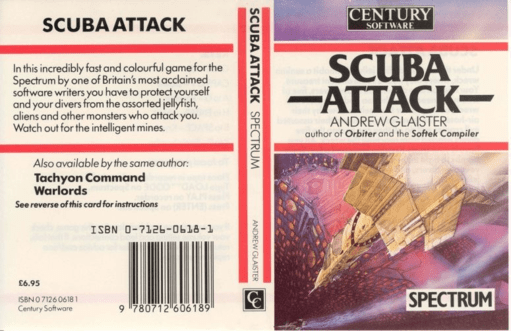 SCUBA ATTACK
In this incredibly fast and colourful game for the
Spectrum by one of Britain's most acclaimed
software writers you have to protect yourself
and your divers from the assorted jellyfish,
aliens and other monsters who attack you.
Watch out for the intelligent mines.
Also available by the same author:
Tachyon Command
Warlords
See reverse of this card for instructions
ISBN 0-7126-0618-1
£6.95
ISBN 0 7126 0618 1
Century Software
9 780712 606189
SCUBA ATTACK SPECTRUM
ANDREW GLAISTER
CENTURY
SOFTWARE
SCUBA
ATTACK
ANDREW GLAISTER
author of Orbiter and the Softek Compiler
SPECTRUM